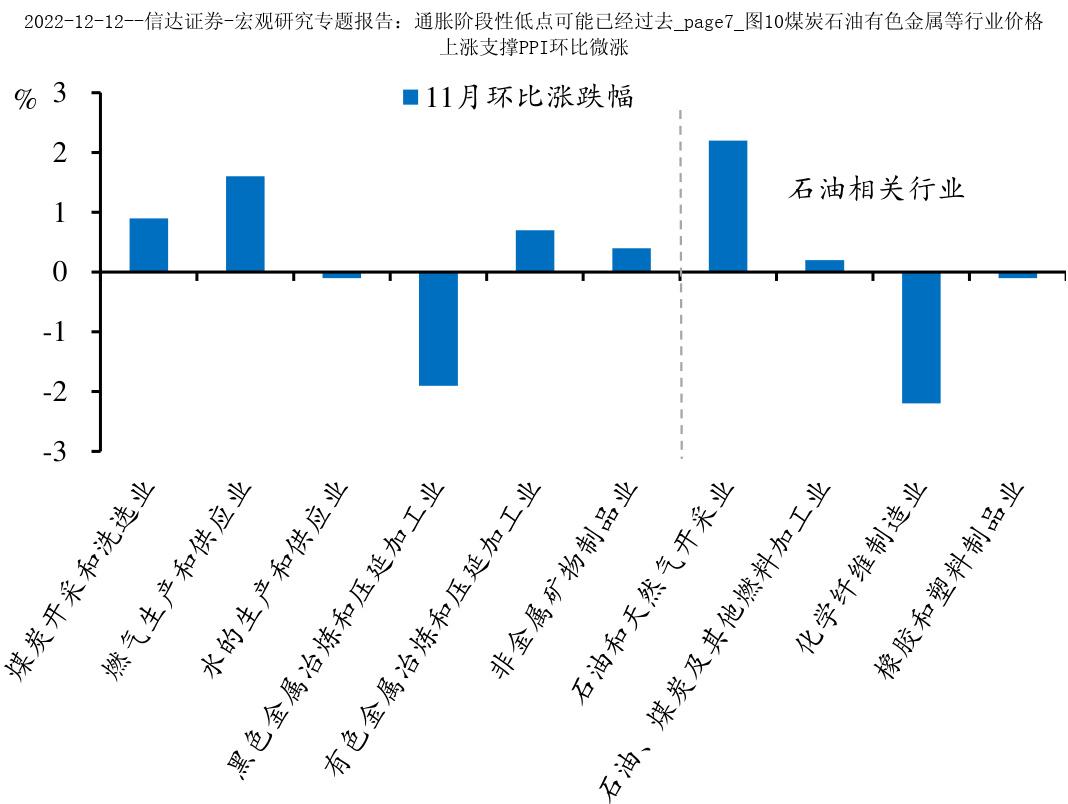 2022-12-12--信达证券-宏观研究专题报告：通胀阶段性低点可能已经过去_page7_图10煤炭石油有色金属等行业价格
上涨支撑PPI环比微涨
%
11月环比涨跌幅
石油相关行业
3
2
1
0
-1
-2
-3
煤炭开采和洗选业
燃气生产和供应业
水的生产和供应业
黑色金属冶炼和压延加工业
有色金属冶炼和压延加工业
非金属矿物制品业
石油和天然气开采业
石油、煤炭及其他燃料加工业
化学纤维制造业
橡胶和塑料制品业